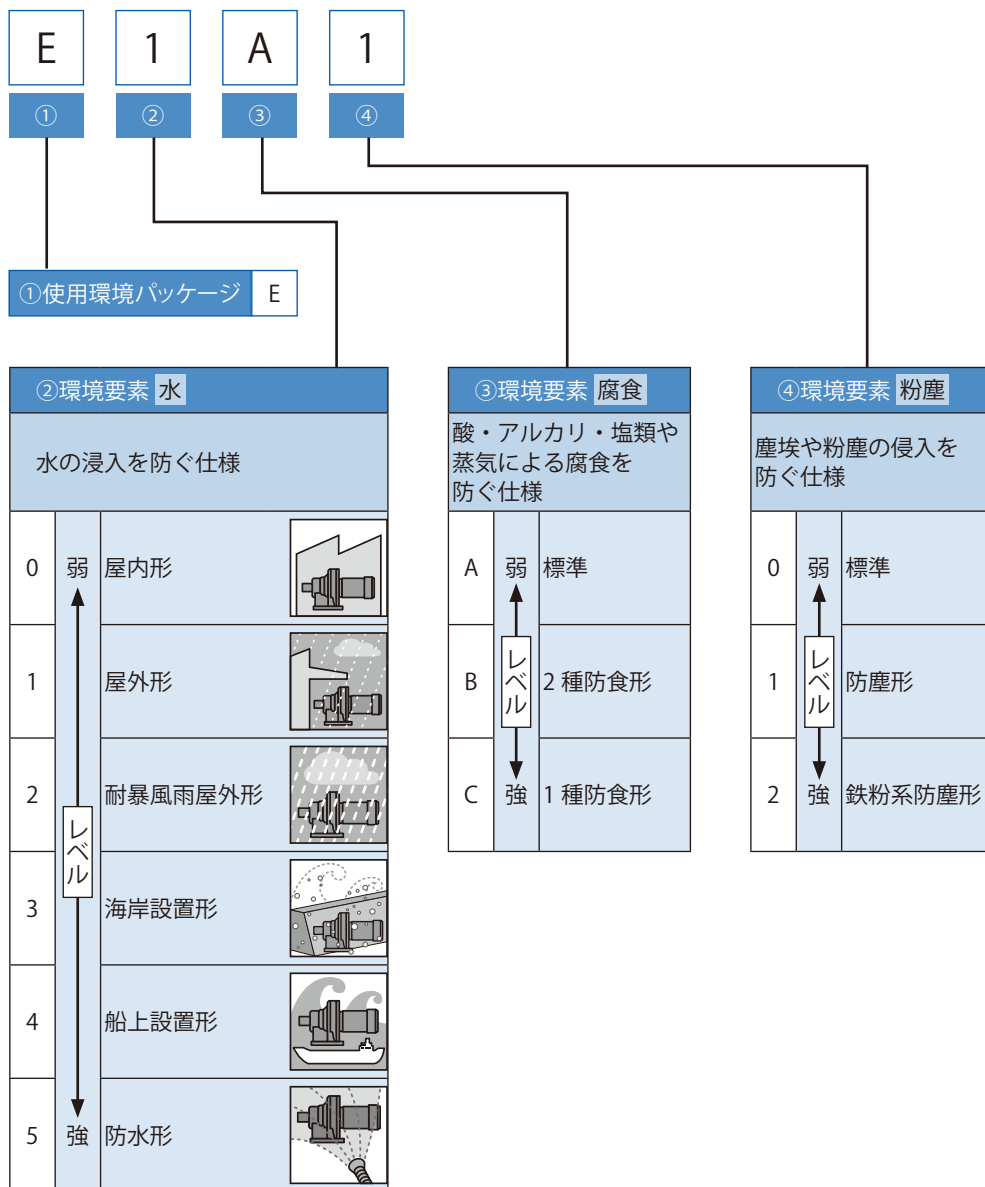 E 1 A 1
① ② ③ ④
①使用環境パッケージ E
②環境要素 水
水の浸入を防ぐ仕様
0 弱 屋内形
1 屋外形
2 耐暴風雨屋外形
レベル
3 海岸設置形
4 船上設置形
5 強 防水形
③環境要素 腐食
酸・アルカリ・塩類や
蒸気による腐食を
防ぐ仕様
A 弱 標準
B レベル 2 種防食形
C 強 1 種防食形
④環境要素 粉塵
塵埃や粉塵の侵入を
防ぐ仕様
0 弱 標準
1 レベル 防塵形
2 強 鉄粉系防塵形